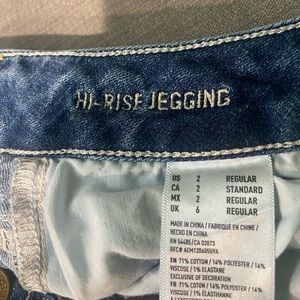 HI-RISE JEGGING
US 2 REGULAR
CA 2 STANDARD
MX 2 REGULAR
UK 6 REGULAR
MADE IN CHINA / FABRIQUÉ EN CHINE /
HECHO EN CHINA
RN 54485/CA 03873
EN 71% COTTON / 14% POLYESTER / 14%
VISCOSE / 1% ELASTANE
EXCLUSIVE OF DECORATION
FR 71% COTON / 14% POLYESTER / 14%
VISCOSE / 1% ÉLASTHANNE